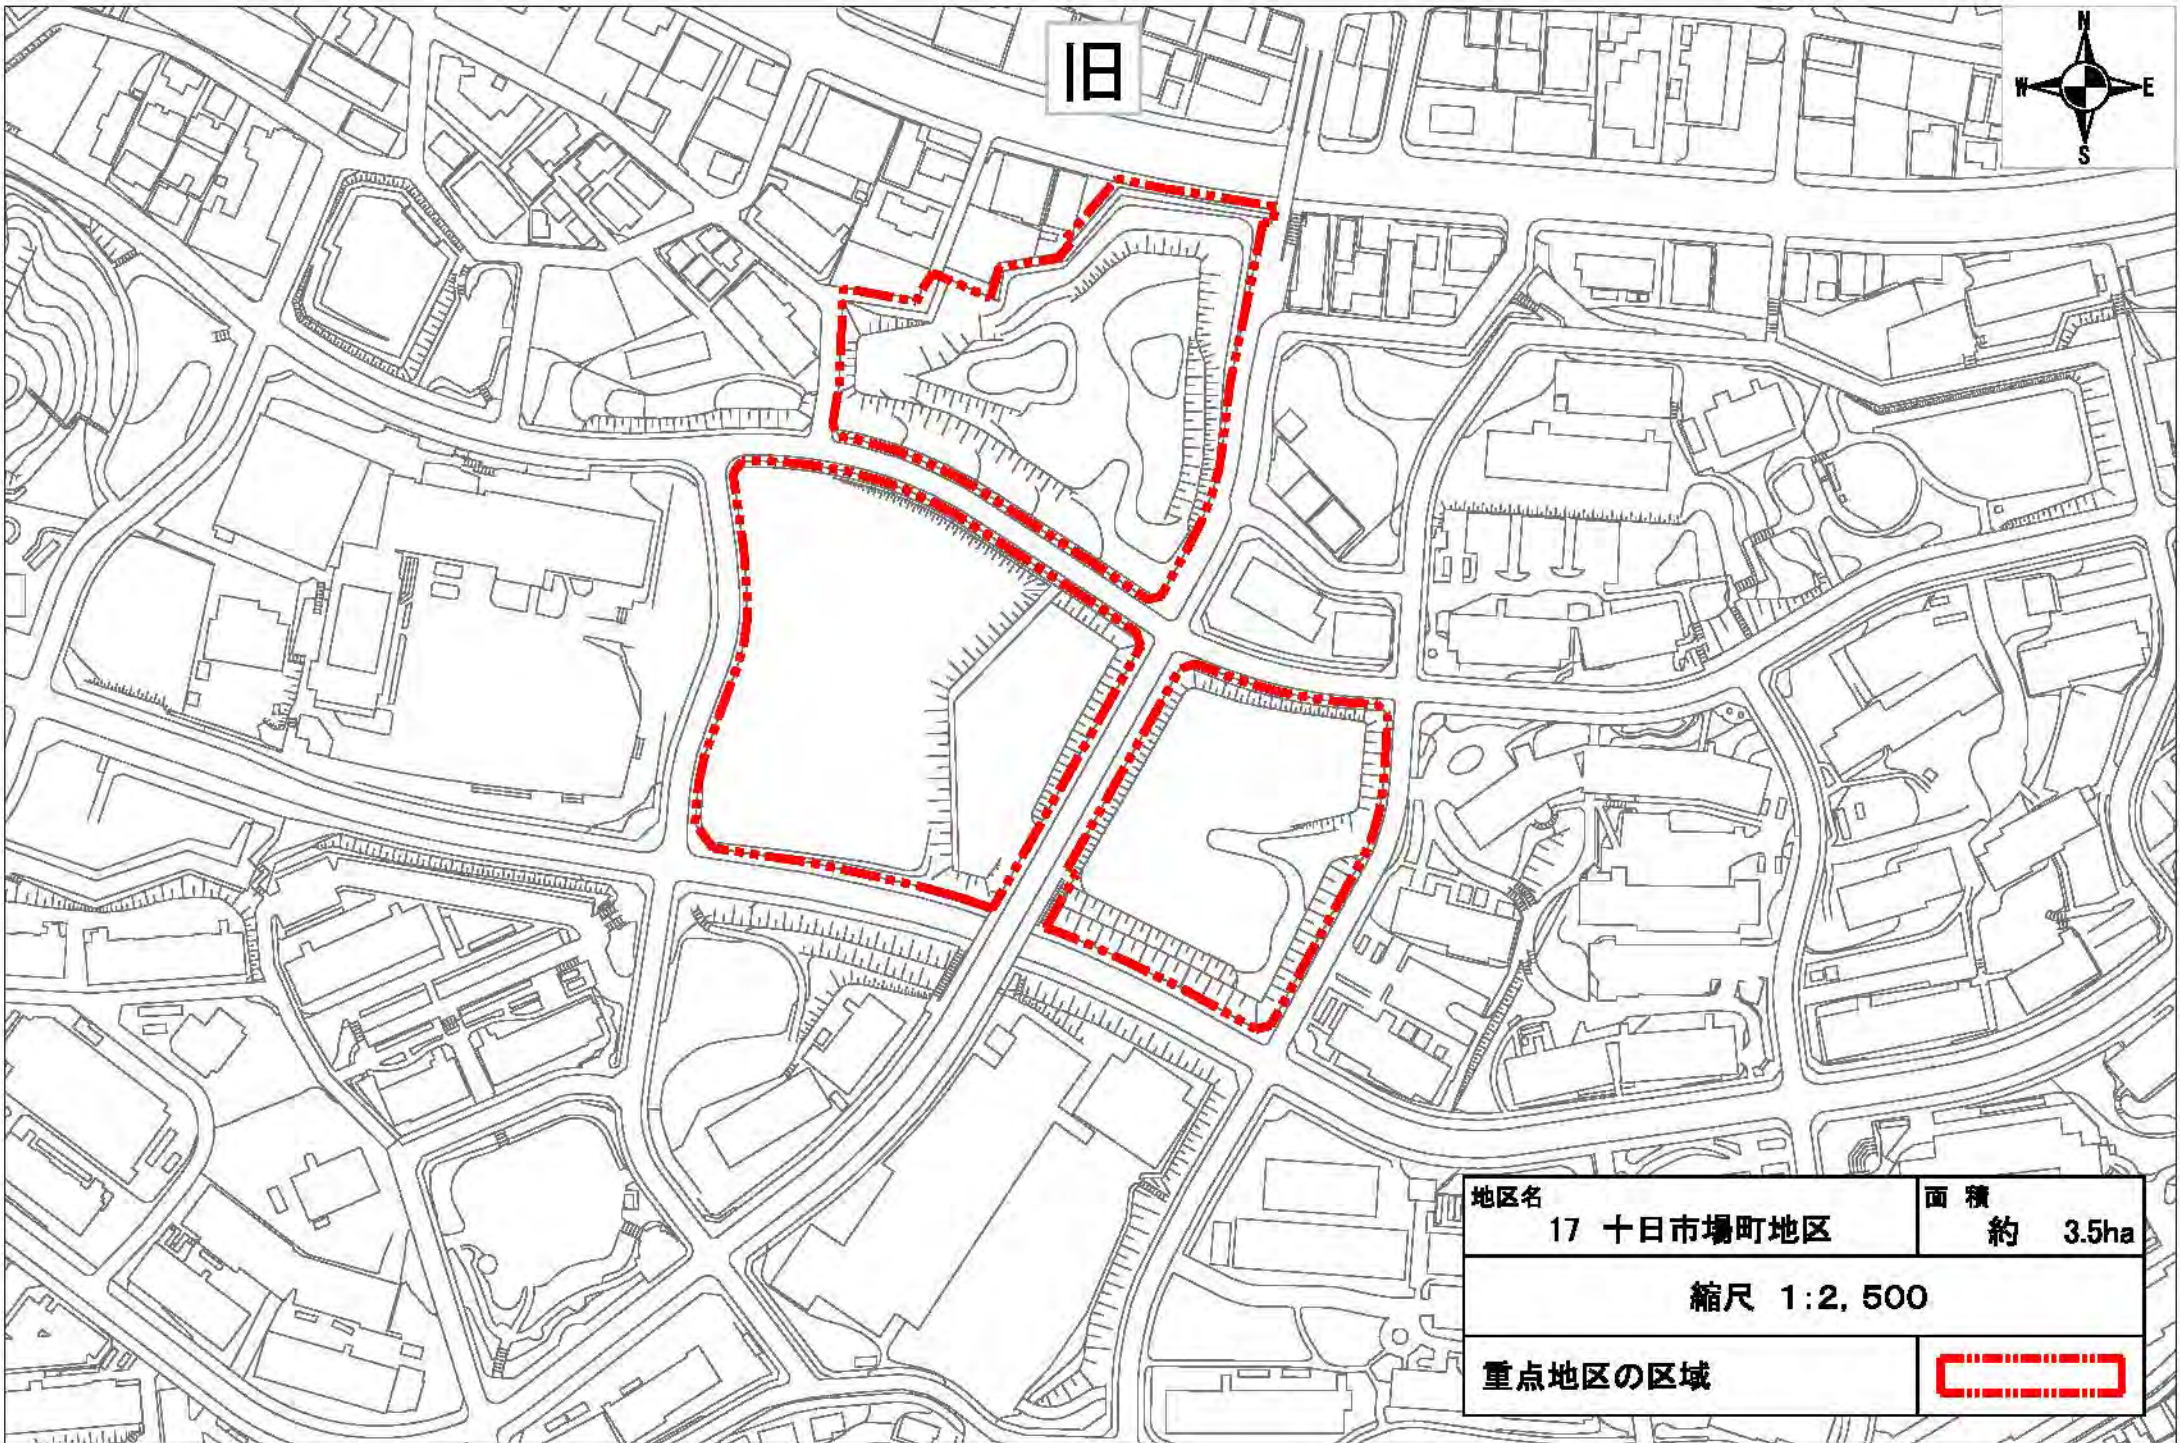 旧
N
W E
S
地区名
17 十日市場町地区
面 積
約 3.5ha
縮尺 1:2,500
重点地区の区域